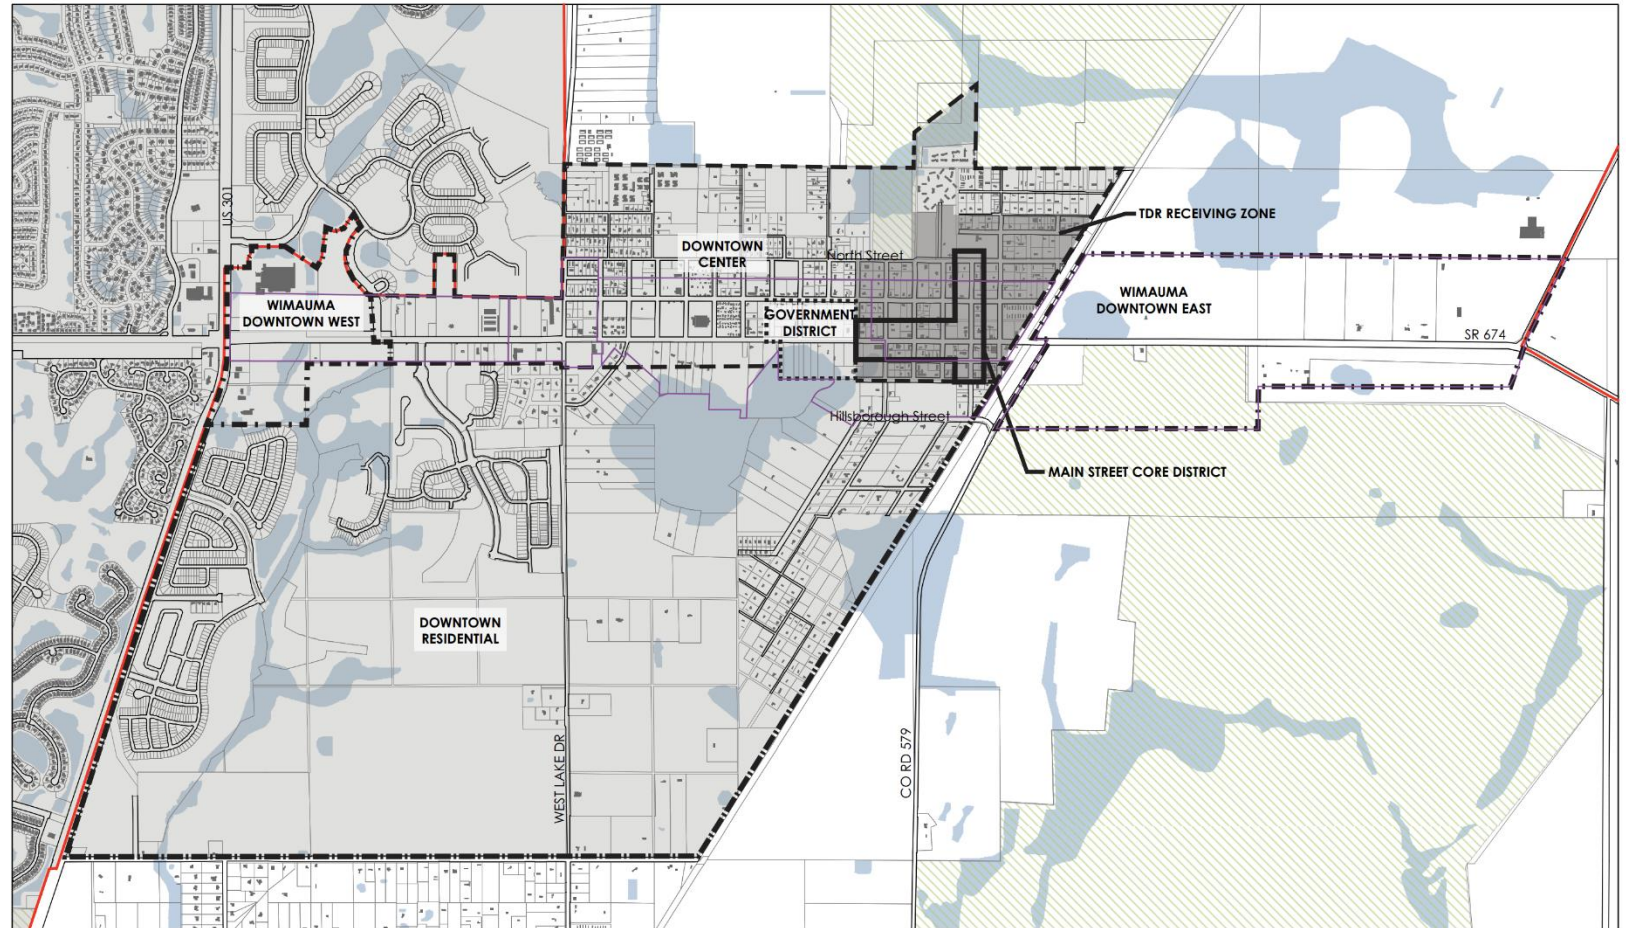 US 301
TDR RECEIVING ZONE
DOWNTOWN
CENTER
North Street
WIMAUMA
DOWNTOWN EAST
WIMAUMA
DOWNTOWN WEST
GOVERNMENT
DISTRICT
SR 674
Hillsborough Street
MAIN STREET CORE DISTRICT
DOWNTOWN
RESIDENTIAL
WEST LAKE DR
CO RD 579